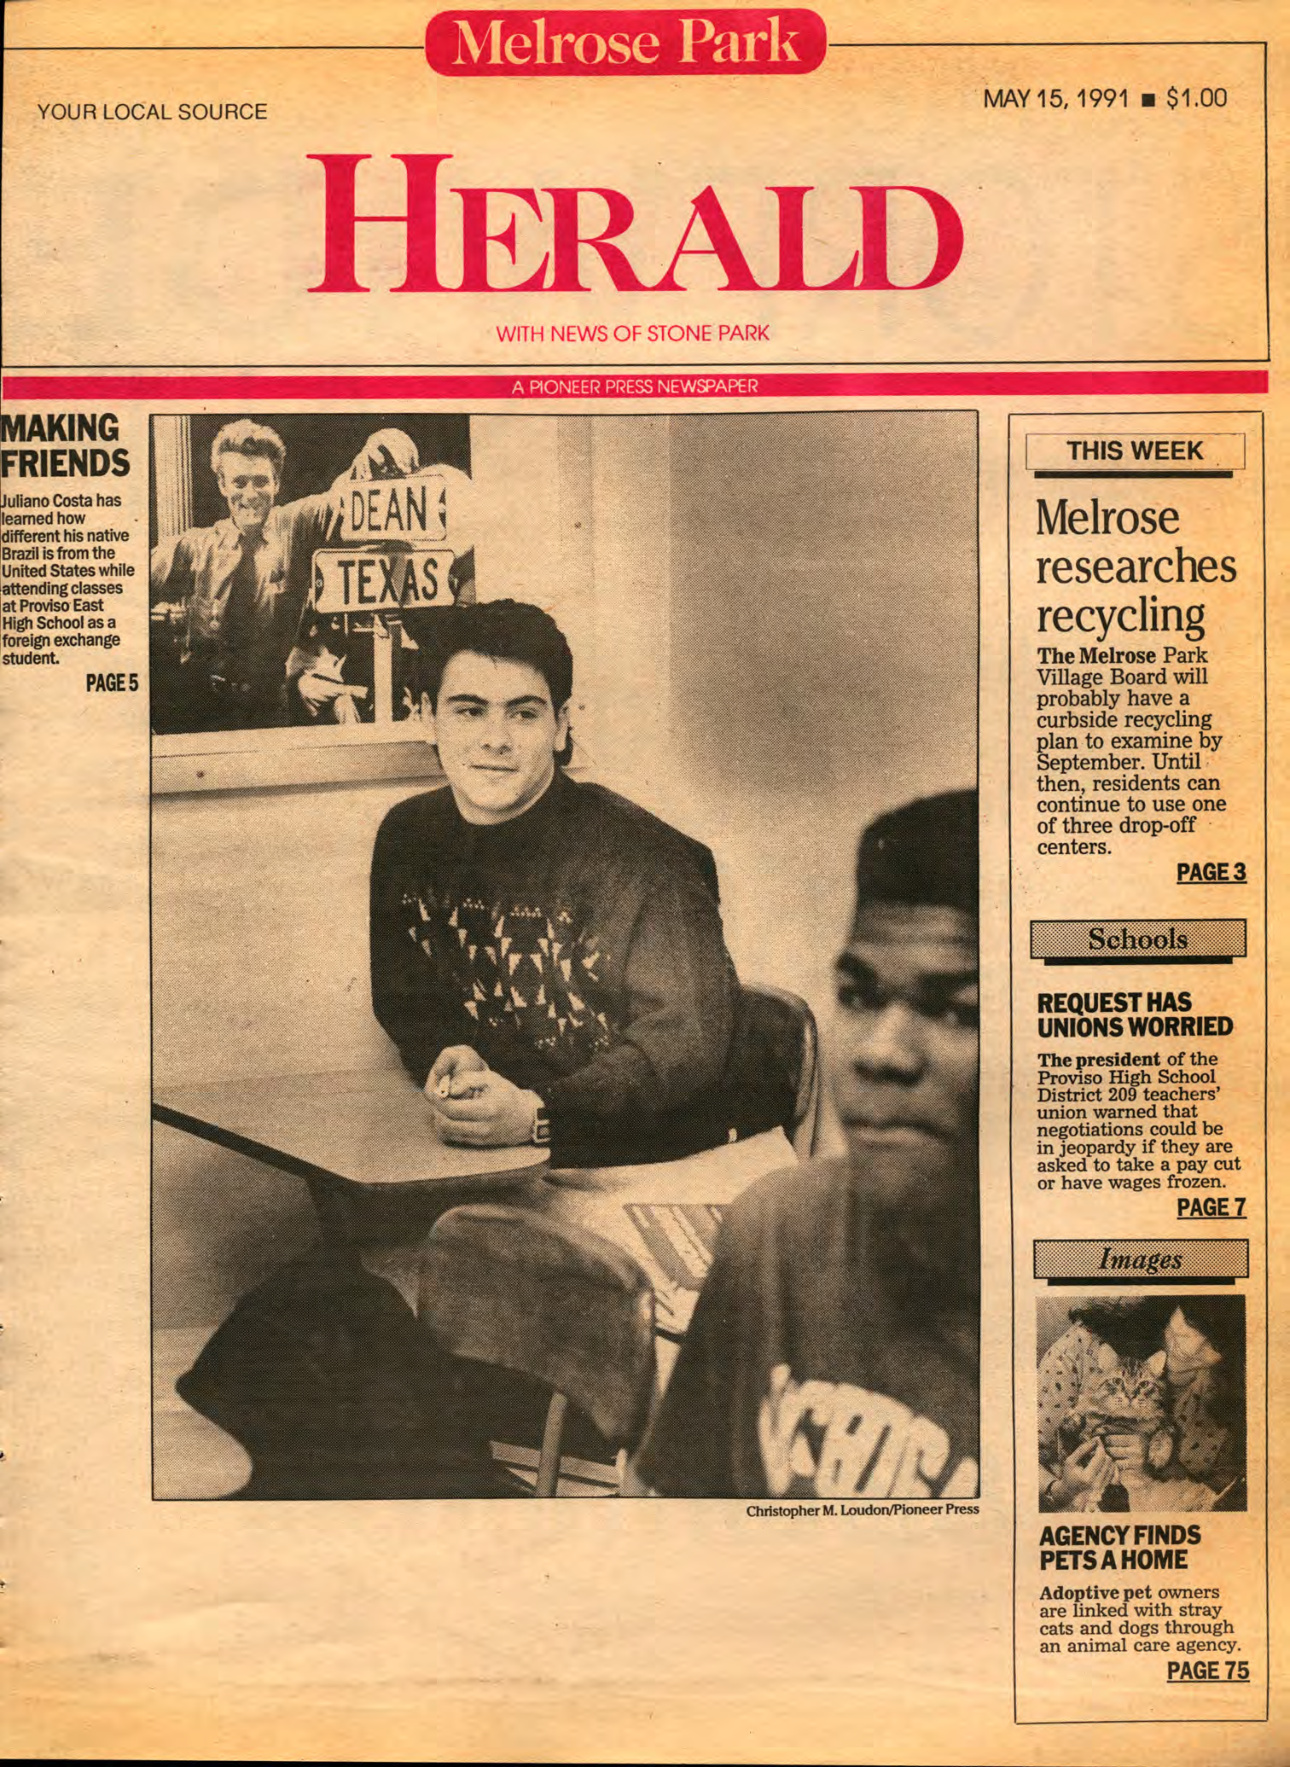 Melrose Park
YOUR LOCAL SOURCE
MAY 15, 1991 ■ $1.00
HERALD
WITH NEWS OF STONE PARK
A PIONEER PRESS NEWSPAPER
MAKING
FRIENDS
Juliano Costa has
learned how
different his native
Brazil is from the
United States while
attending classes
at Proviso East
High School as a
foreign exchange
student.
PAGE 5
DEAN
TEXAS
CHICA
Christopher M. Loudon/Pioneer Press
THIS WEEK
Melrose
researches
recycling
The Melrose Park
Village Board will
probably have a
curbside recycling
plan to examine by
September. Until
then, residents can
continue to use one
of three drop-off
centers.
PAGE 3
Schools
REQUEST HAS
UNIONS WORRIED
The president of the
Proviso High School
District 209 teachers'
union warned that
negotiations could be
in jeopardy if they are
asked to take a pay cut
or have wages frozen.
PAGE 7
Images
AGENCY FINDS
PETS A HOME
Adoptive pet owners
are linked with stray
cats and dogs through
an animal care agency.
PAGE 75